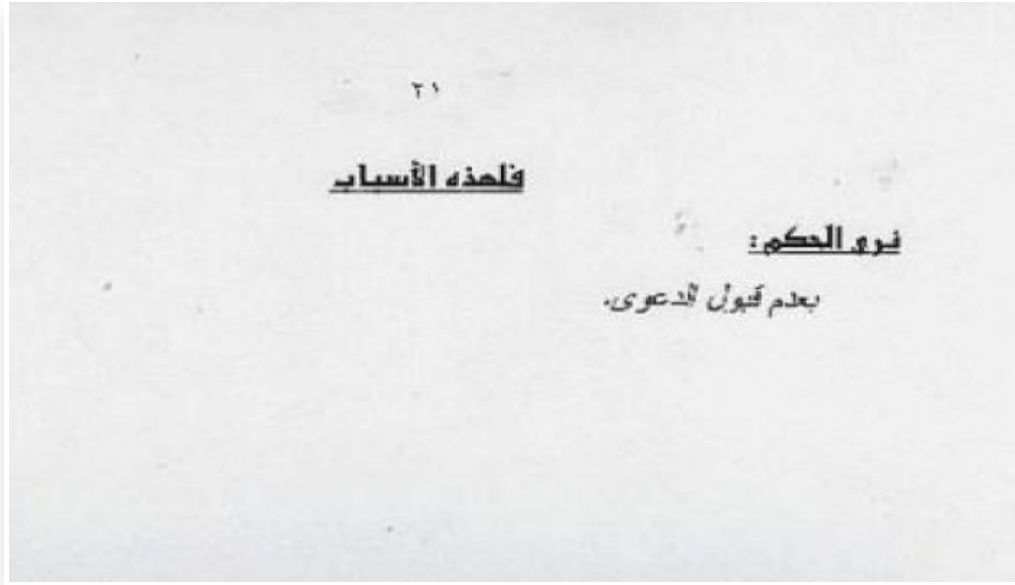 ٢١
فلهذه الأسباب
نرى الحكم :
بعدم قبول الدعوى.